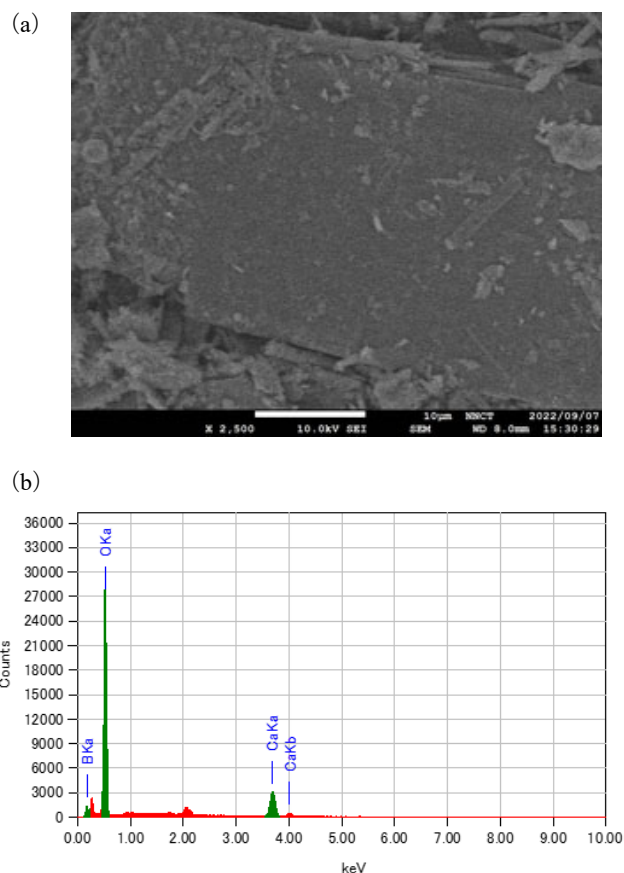 (a)
10μm NNCT 2022/09/07
X 2,500 10.0kV SEI SEM WD 8.0mm 15:30:29
(b)
36000
33000
30000
27000
24000
21000
18000
15000
12000
9000
6000
3000
0
Counts
OKa
BKa
CaKa
CaKb
0.00 1.00 2.00 3.00 4.00 5.00 6.00 7.00 8.00 9.00 10.00
keV